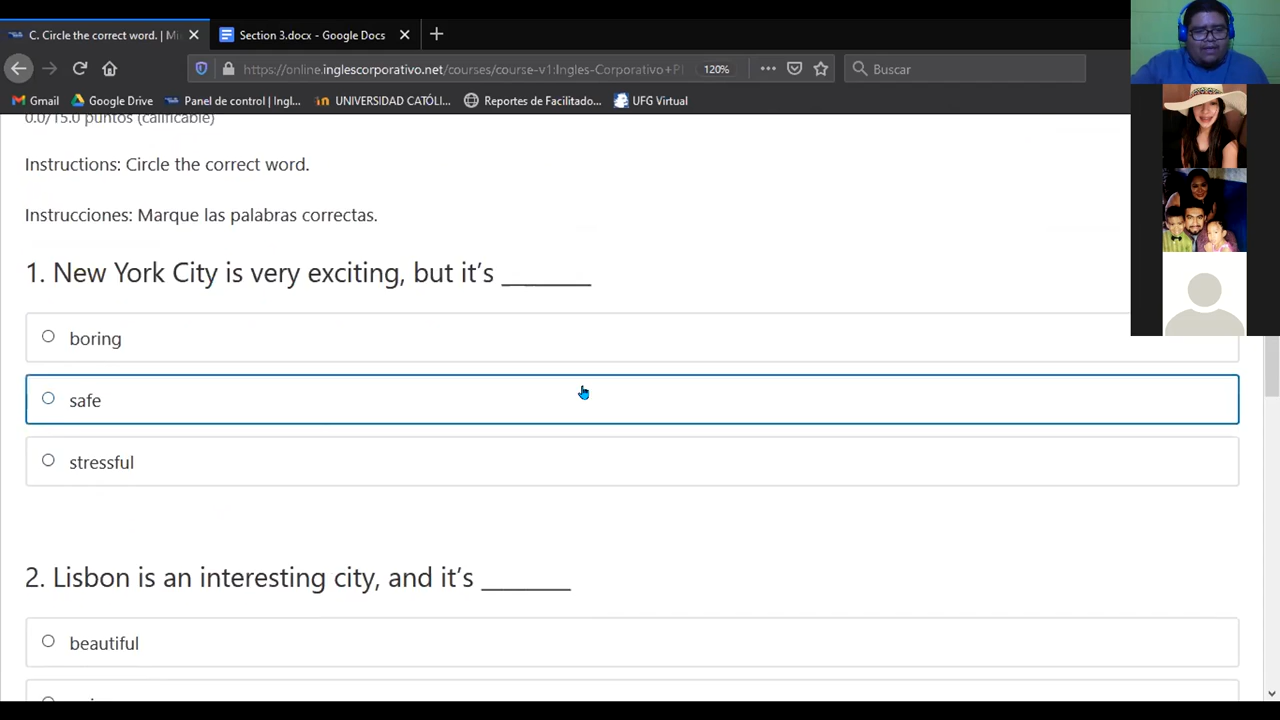 C. Circle the correct word. | Mi
Section 3.docx - Google Docs
https://online.inglescorporativo.net/courses/course-v1:Ingles-Corporativo+P
120%
Buscar
Gmail
Google Drive
Panel de control | Ingl...
UNIVERSIDAD CATÓLI...
Reportes de Facilitado...
UFG Virtual
0.0/15.0 puntos (calificable)
Instructions: Circle the correct word.
Instrucciones: Marque las palabras correctas.
1. New York City is very exciting, but it's _______
boring
safe
stressful
2. Lisbon is an interesting city, and it's _______
beautiful